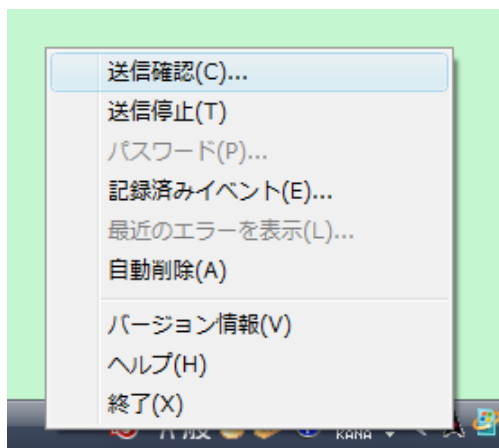 送信確認(C)...
送信停止(T)
パスワード(P)...
記録済みイベント(E)...
最近のエラーを表示(L)...
自動削除(A)
バージョン情報(V)
ヘルプ(H)
終了(X)
KANA